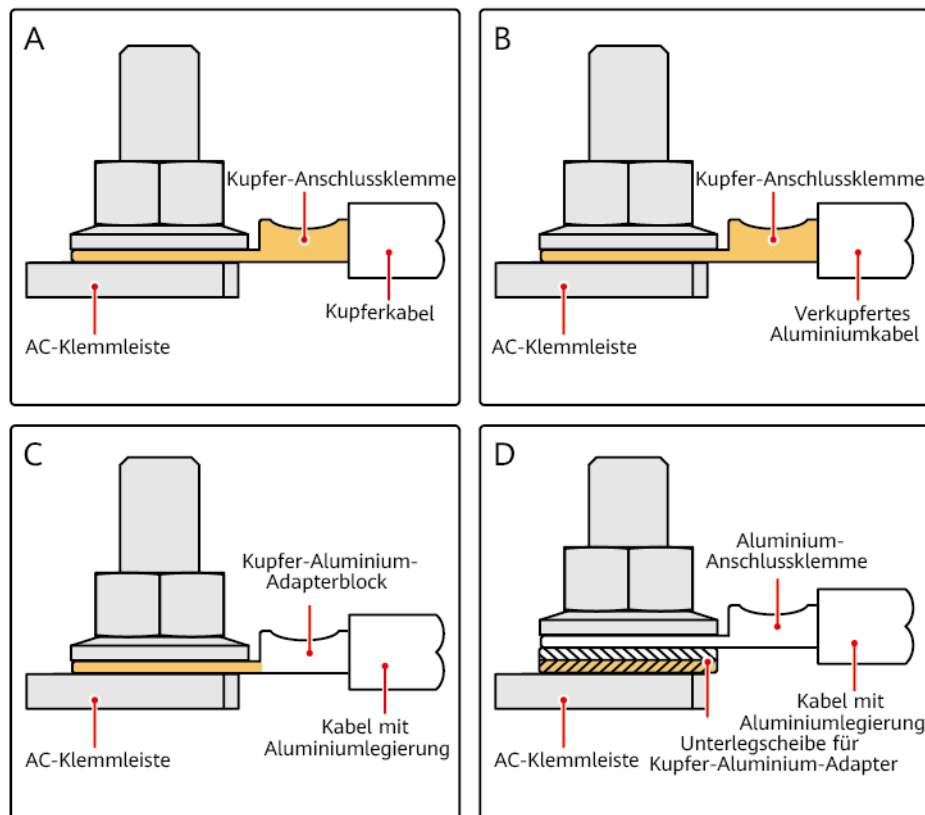 A
Kupfer-Anschlussklemme
Kupferkabel
AC-Klemmleiste
B
Kupfer-Anschlussklemme
Verkupfertes
Aluminiumkabel
AC-Klemmleiste
C
Kupfer-Aluminium-
Adapterblock
Kabel mit
Aluminiumlegierung
AC-Klemmleiste
D
Aluminium-
Anschlussklemme
Kabel mit
Aluminiumlegierung
Unterlegscheibe für
Kupfer-Aluminium-Adapter
AC-Klemmleiste